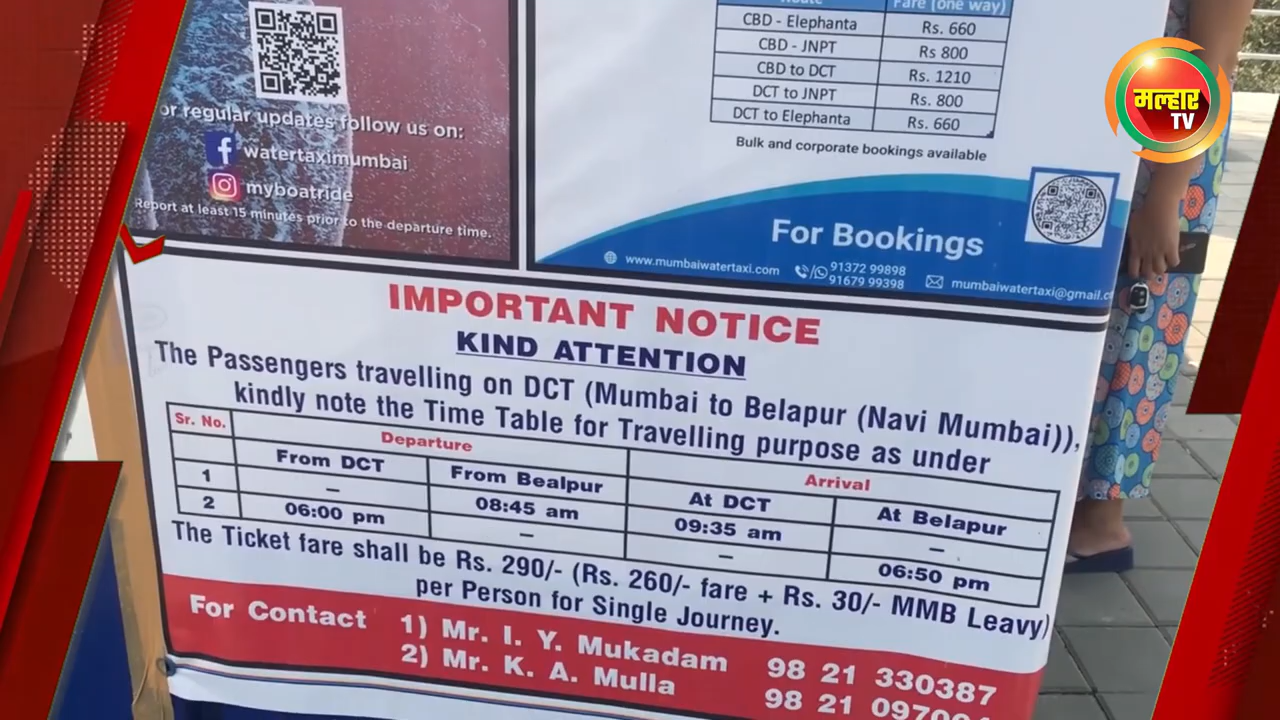 Fare (one way)
CBD - Elephanta Rs. 660
CBD - JNPT Rs 800
CBD to DCT Rs. 1210
DCT to JNPT Rs. 800
DCT to Elephanta Rs. 660
Bulk and corporate bookings available
For Bookings
www.mumbaiwatertaxi.com 91372 99898
91679 99398 mumbaiwatertaxi@gmail.c
or regular updates follow us on:
watertaximumbai
myboatride
Report at least 15 minutes prior to the departure time.
मल्हार
TV
IMPORTANT NOTICE
KIND ATTENTION
The Passengers travelling on DCT (Mumbai to Belapur (Navi Mumbai)),
kindly note the Time Table for Travelling purpose as under
Sr. No. Departure Arrival
From DCT From Bealpur At DCT At Belapur
1 – 08:45 am 09:35 am –
2 06:00 pm – – 06:50 pm
The Ticket fare shall be Rs. 290/- (Rs. 260/- fare + Rs. 30/- MMB Leavy)
per Person for Single Journey.
For Contact 1) Mr. I. Y. Mukadam 98 21 330387
2) Mr. K. A. Mulla 98 21